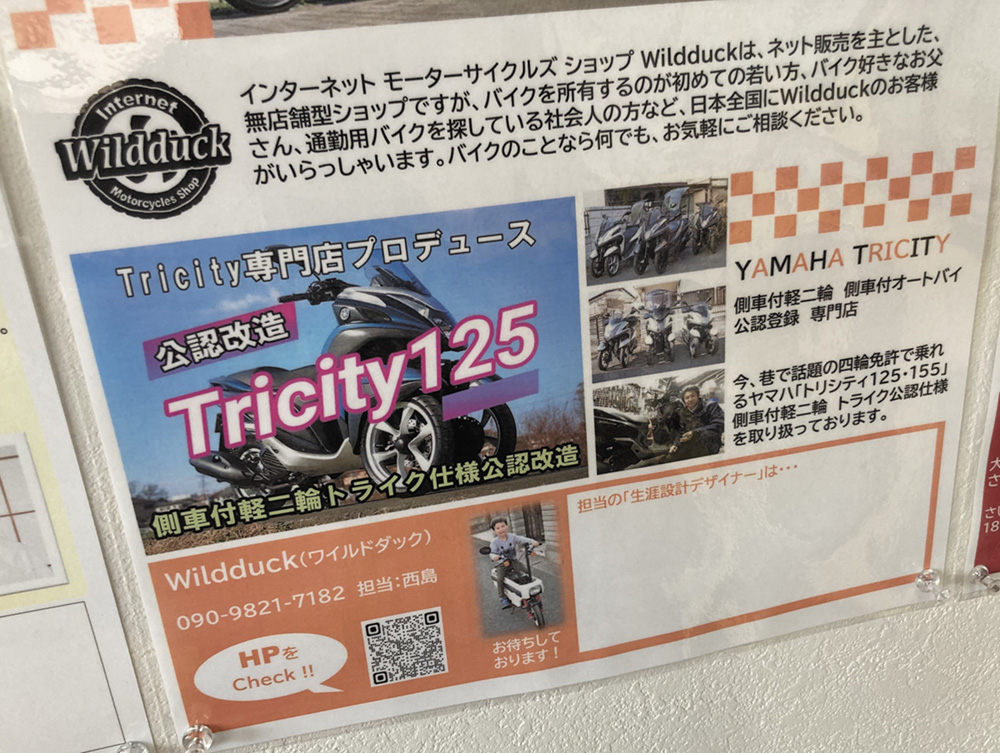 インターネット モーターサイクルズ ショップ Wildduckは、ネット販売を主とした、
無店舗型ショップですが、バイクを所有するのが初めての若い方、バイク好きなお父
さん、通勤用バイクを探している社会人の方など、日本全国にWildduckのお客様
がいらっしゃいます。バイクのことなら何でも、お気軽にご相談ください。
Internet
Wildduck
Motorcycles Shop
Tricity専門店プロデュース
公認改造
Tricity125
側車付軽二輪トライク仕様公認改造
YAMAHA TRICITY
側車付軽二輪 側車付オートバイ
公認登録 専門店
今、巷で話題の四輪免許で乗れ
るヤマハ「トリシティ125・155」
側車付軽二輪 トライク公認仕様
を取り扱っております。
Wildduck(ワイルドダック)
090-9821-7182 担当:西島
HPを
Check !!
お待ちして
おります!
担当の「生涯設計デザイナー」は…